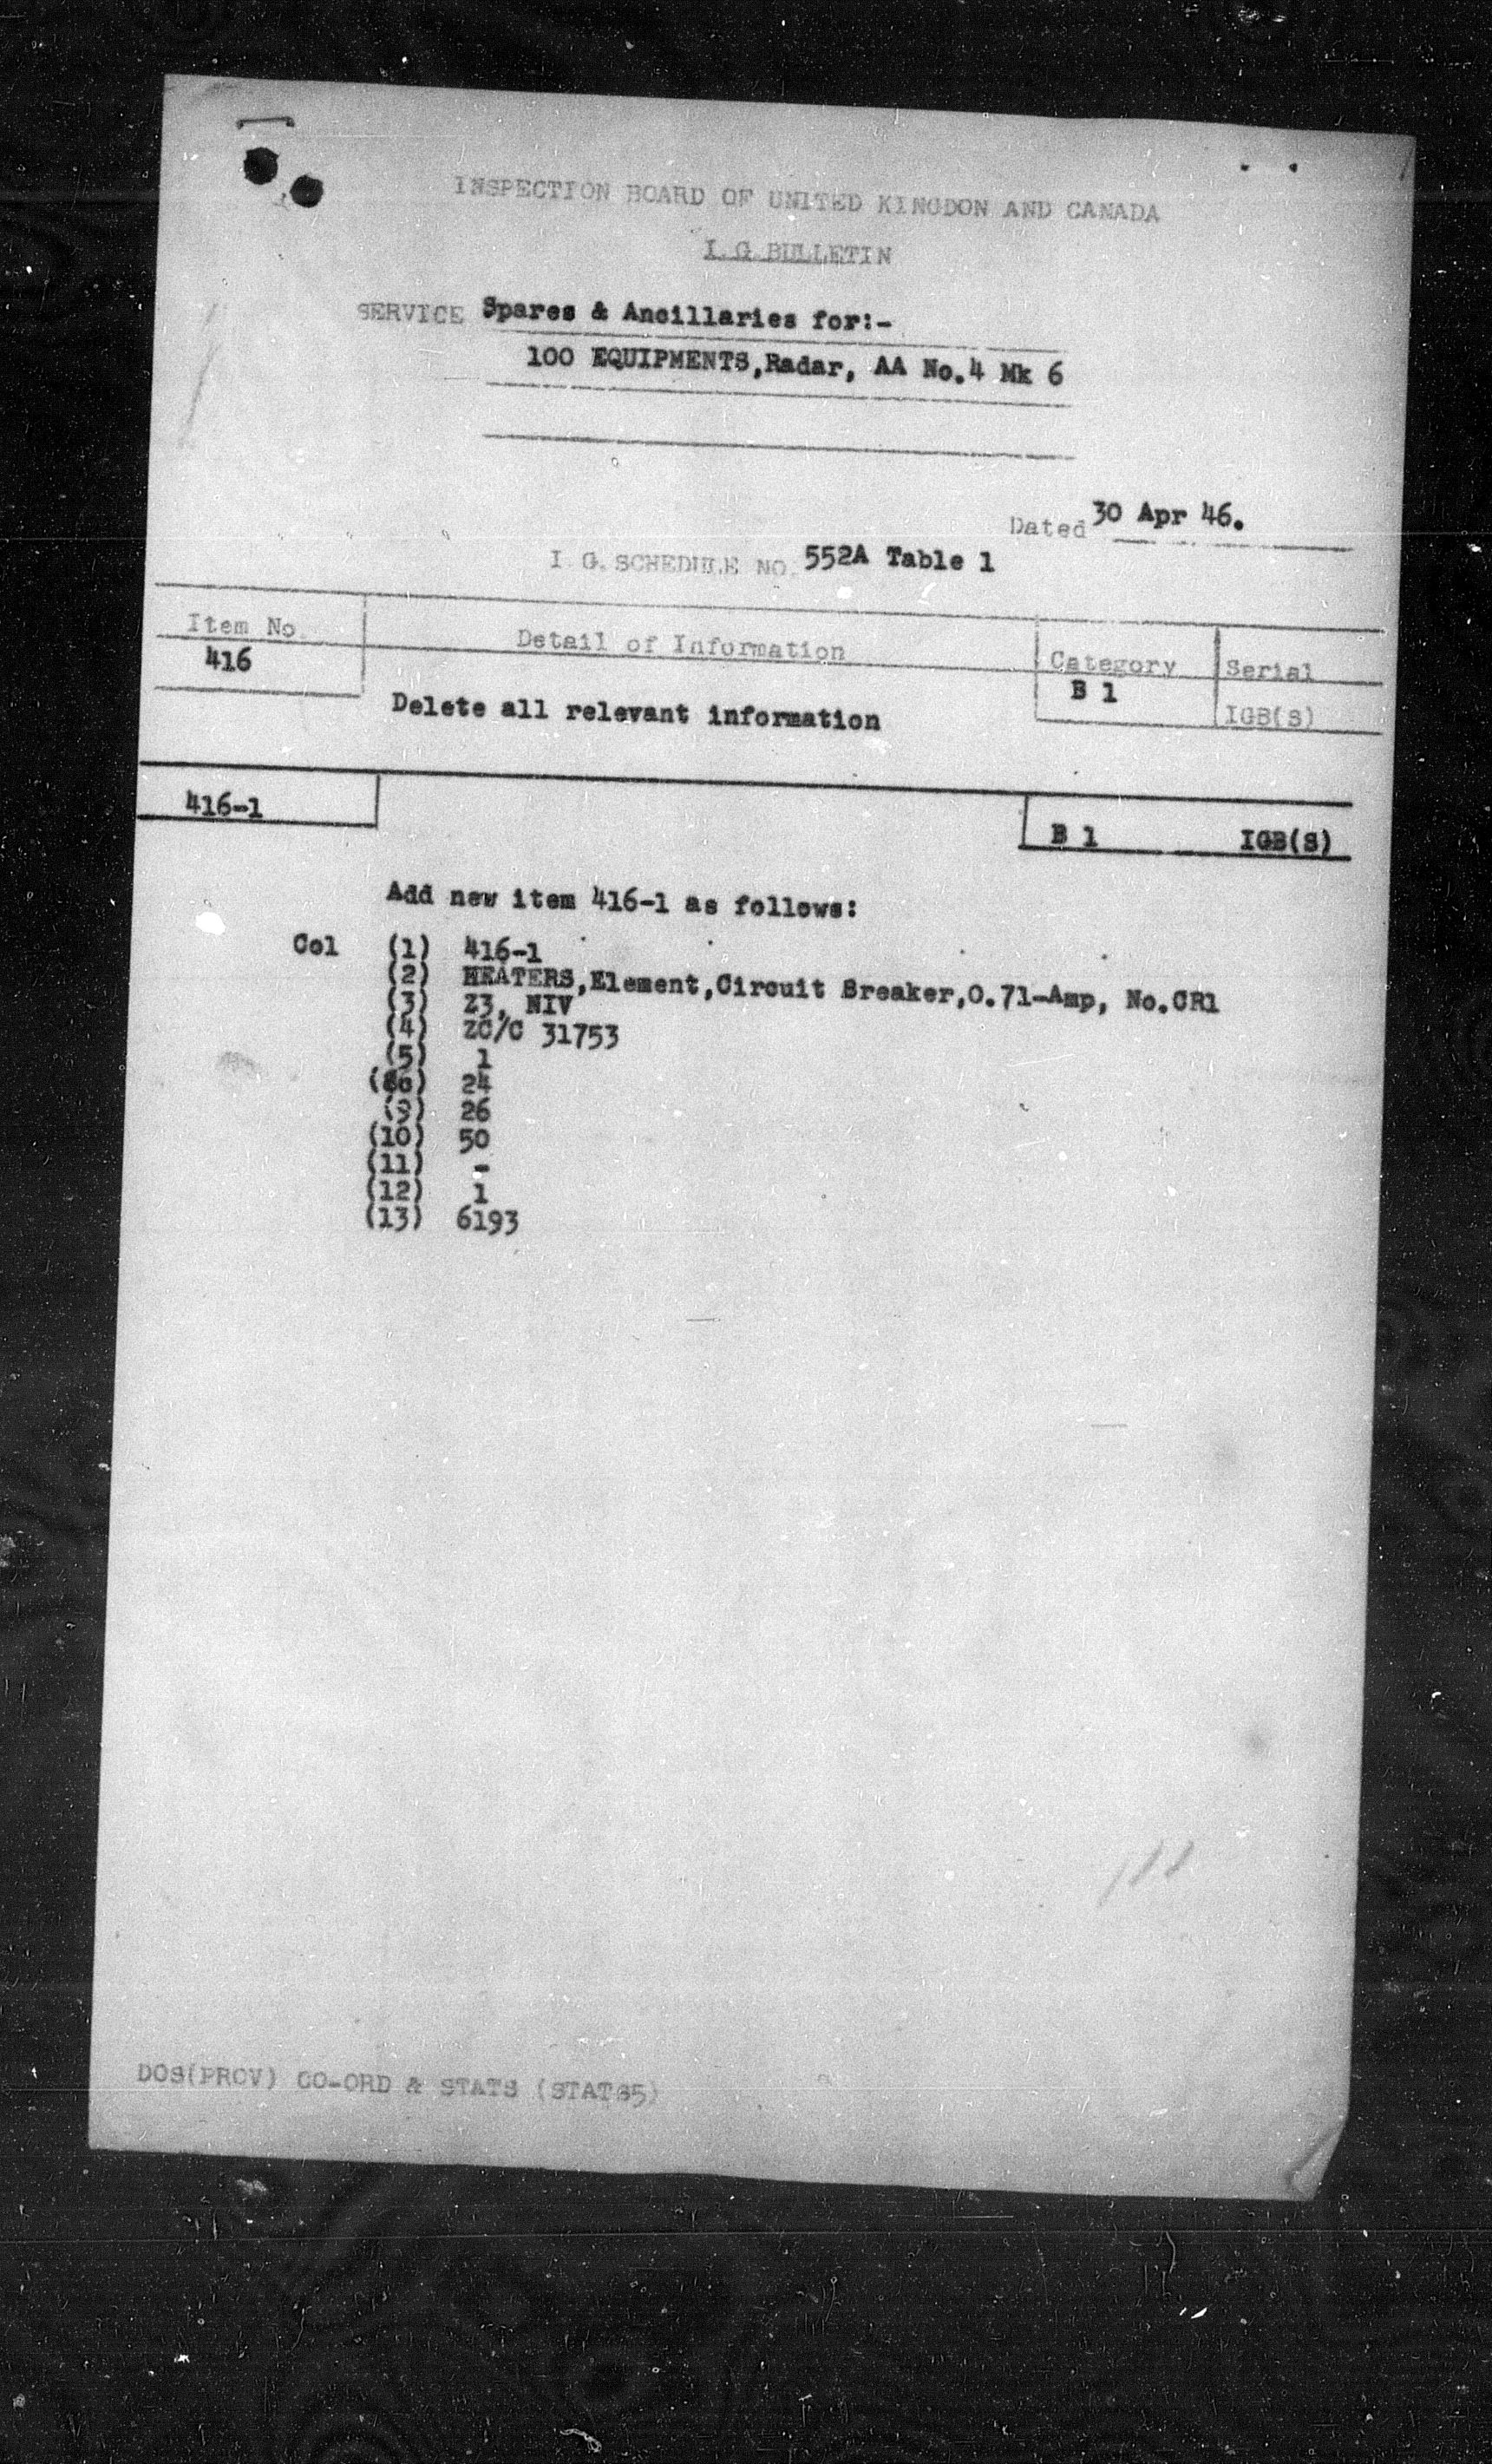 INSPECTION BOARD OF UNITED KINGDON AND CANADA
I.G.BULLETIN
SERVICE Spares & Ancillaries for:-
100 EQUIPMENTS,Radar, AA No.4 Mk 6
Dated 30 Apr 46.
I G. SCHEDULE NO. 552A Table 1
Item No. Detail of Information Category Serial
416 B 1 IGB(S)
Delete all relevant information
416-1 B 1 IGB(S)
Add new item 416-1 as follows:
Col (1) 416-1
(2) HEATERS,Element,Circuit Breaker,0.71-Amp, No.CR1
(3) Z3, NIV
(4) ZC/C 31753
(5) 1
24
(9) 26
(10) 50
(11) -
(12) 1
(13) 6193
DOS(PROV) CO-ORD & STATS (STATS5)